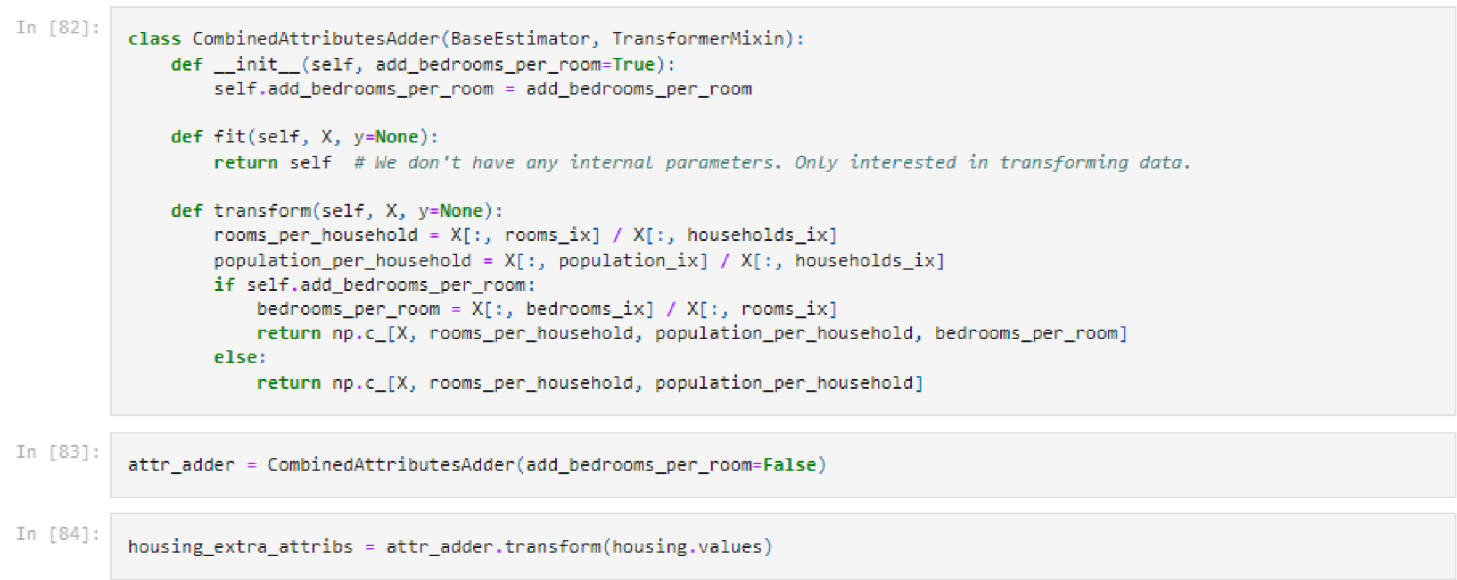 In [82]:
class CombinedAttributesAdder(BaseEstimator, TransformerMixin):
    def __init__(self, add_bedrooms_per_room=True):
        self.add_bedrooms_per_room = add_bedrooms_per_room

    def fit(self, X, y=None):
        return self  # We don't have any internal parameters. Only interested in transforming data.

    def transform(self, X, y=None):
        rooms_per_household = X[:, rooms_ix] / X[:, households_ix]
        population_per_household = X[:, population_ix] / X[:, households_ix]
        if self.add_bedrooms_per_room:
            bedrooms_per_room = X[:, bedrooms_ix] / X[:, rooms_ix]
            return np.c_[X, rooms_per_household, population_per_household, bedrooms_per_room]
        else:
            return np.c_[X, rooms_per_household, population_per_household]
In [83]:
attr_adder = CombinedAttributesAdder(add_bedrooms_per_room=False)
In [84]:
housing_extra_attribs = attr_adder.transform(housing.values)